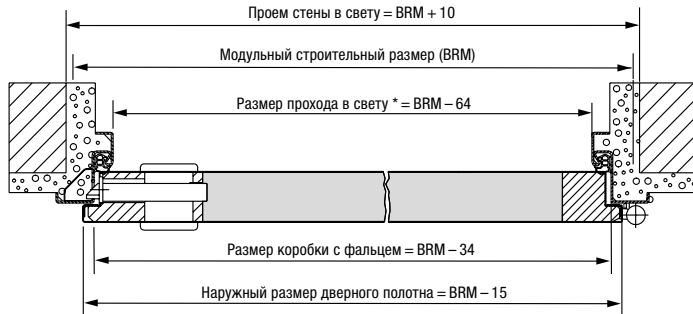 Проем стены в свету = BRM + 10
Модульный строительный размер (BRM)
Размер прохода в свету * = BRM – 64
Размер коробки с фальцем = BRM – 34
Наружный размер дверного полотна = BRM – 15